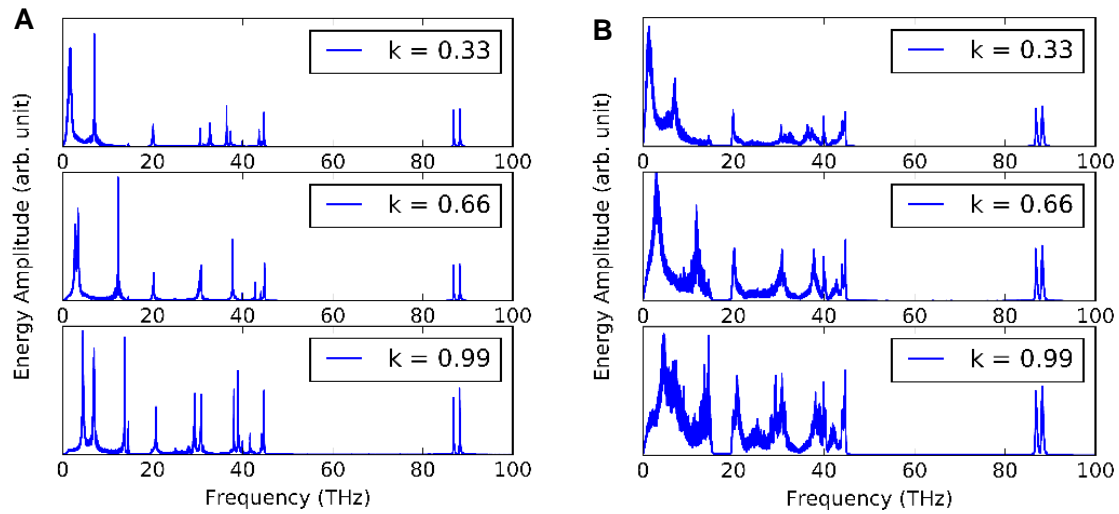 A
k = 0.33
0 20 40 60 80 100
k = 0.66
0 20 40 60 80 100
k = 0.99
0 20 40 60 80 100
Energy Amplitude (arb. unit)
Frequency (THz)
B
k = 0.33
0 20 40 60 80 100
k = 0.66
0 20 40 60 80 100
k = 0.99
0 20 40 60 80 100
Energy Amplitude (arb. unit)
Frequency (THz)